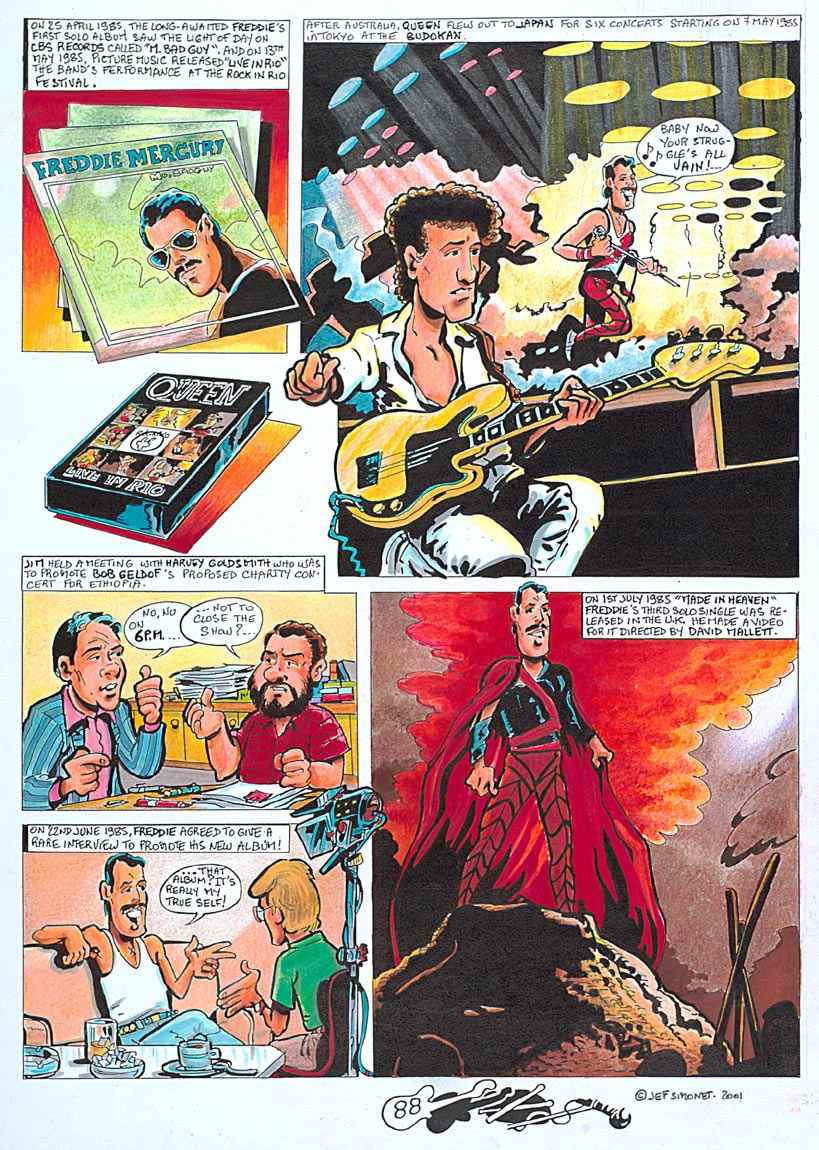 ON 25 APRIL 1985, THE LONG-AWAITED FREDDIE'S
FIRST SOLO ALBUM SAW THE LIGHT OF DAY ON
CBS RECORDS CALLED "M. BAD GUY", AND ON 13TH
MAY 1985, PICTURE MUSIC RELEASED "LIVE IN RIO"
THE BAND'S PERFORMANCE AT THE ROCK IN RIO
FESTIVAL.
FREDDIE MERCURY
MR. BAD GUY
AFTER AUSTRALIA, QUEEN FLEW OUT TO JAPAN FOR SIX CONCERTS STARTING ON 7 MAY 1985
IN TOKYO AT THE BUDOKAN.
BABY NOW
YOUR STRUG-
GLE'S ALL
VAIN!...
QUEEN
LIVE IN RIO
JIM HELD A MEETING WITH HARVEY GOLDSMITH WHO WAS
TO PROMOTE BOB GELDOF'S PROPOSED CHARITY CON-
CERT FOR ETHIOPIA.
NO, NU
ON
6P.M....
...NOT TO
CLOSE THE
SHOW?...
ON 1ST JULY 1985 "MADE IN HEAVEN"
FREDDIE'S THIRD SOLO SINGLE WAS RE-
LEASED IN THE U.K. HE MADE A VIDEO
FOR IT DIRECTED BY DAVID MALLETT.
ON 22ND JUNE 1985, FREDDIE AGREED TO GIVE A
RARE INTERVIEW TO PROMOTE HIS NEW ALBUM!
...THAT
ALBUM? IT'S
REALLY MY
TRUE SELF!
88
© JEF SIMONET. 2001